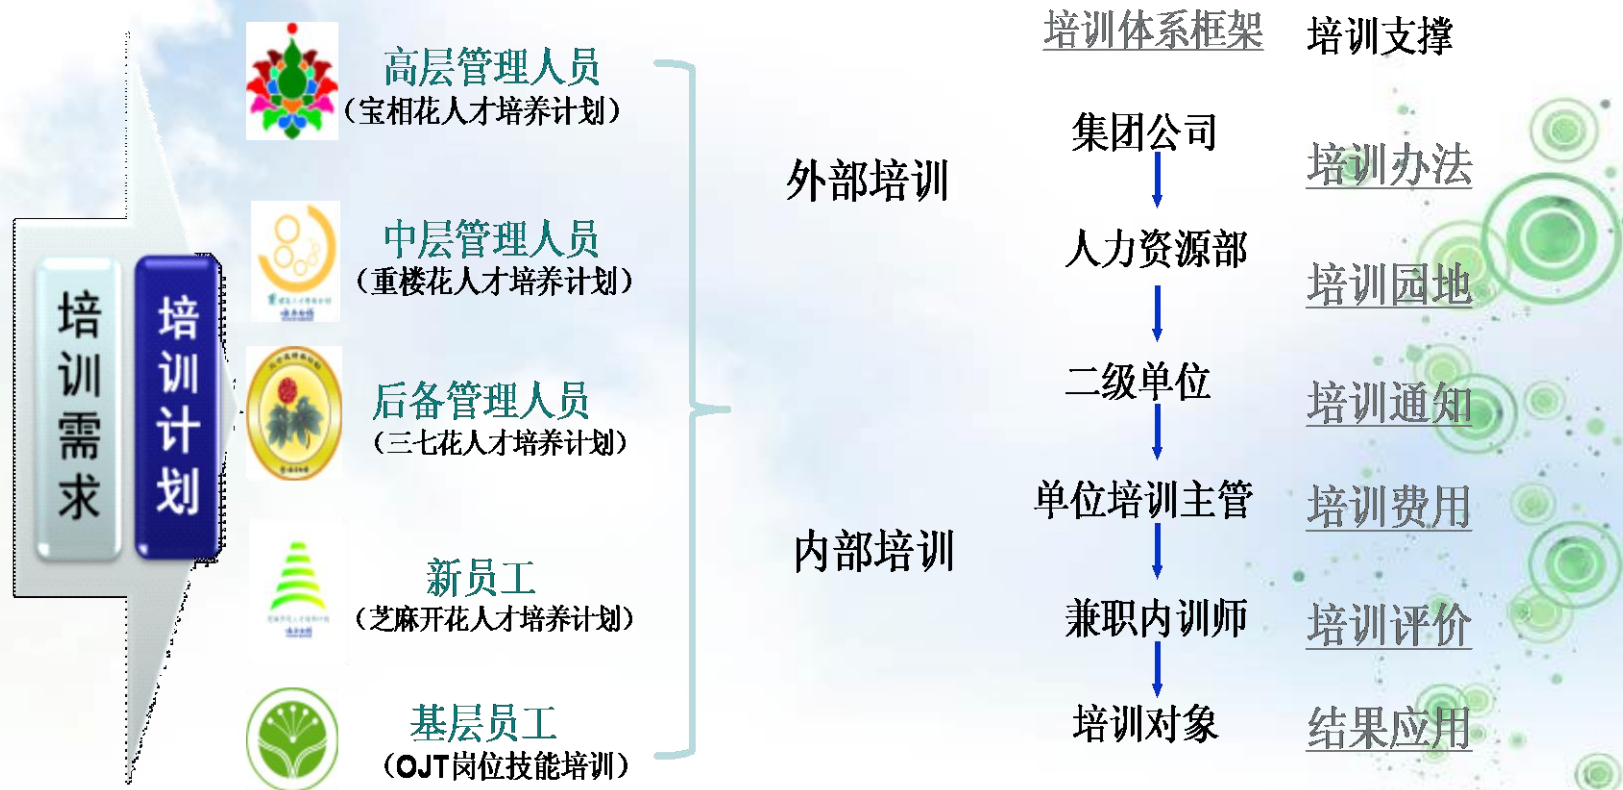 培训需求
培训计划
高层管理人员
（宝相花人才培养计划）
中层管理人员
（重楼花人才培养计划）
后备管理人员
（三七花人才培养计划）
新员工
（芝麻开花人才培养计划）
基层员工
（OJT岗位技能培训）
外部培训
内部培训
培训体系框架
集团公司
人力资源部
二级单位
单位培训主管
兼职内训师
培训对象
培训支撑
培训办法
培训园地
培训通知
培训费用
培训评价
结果应用